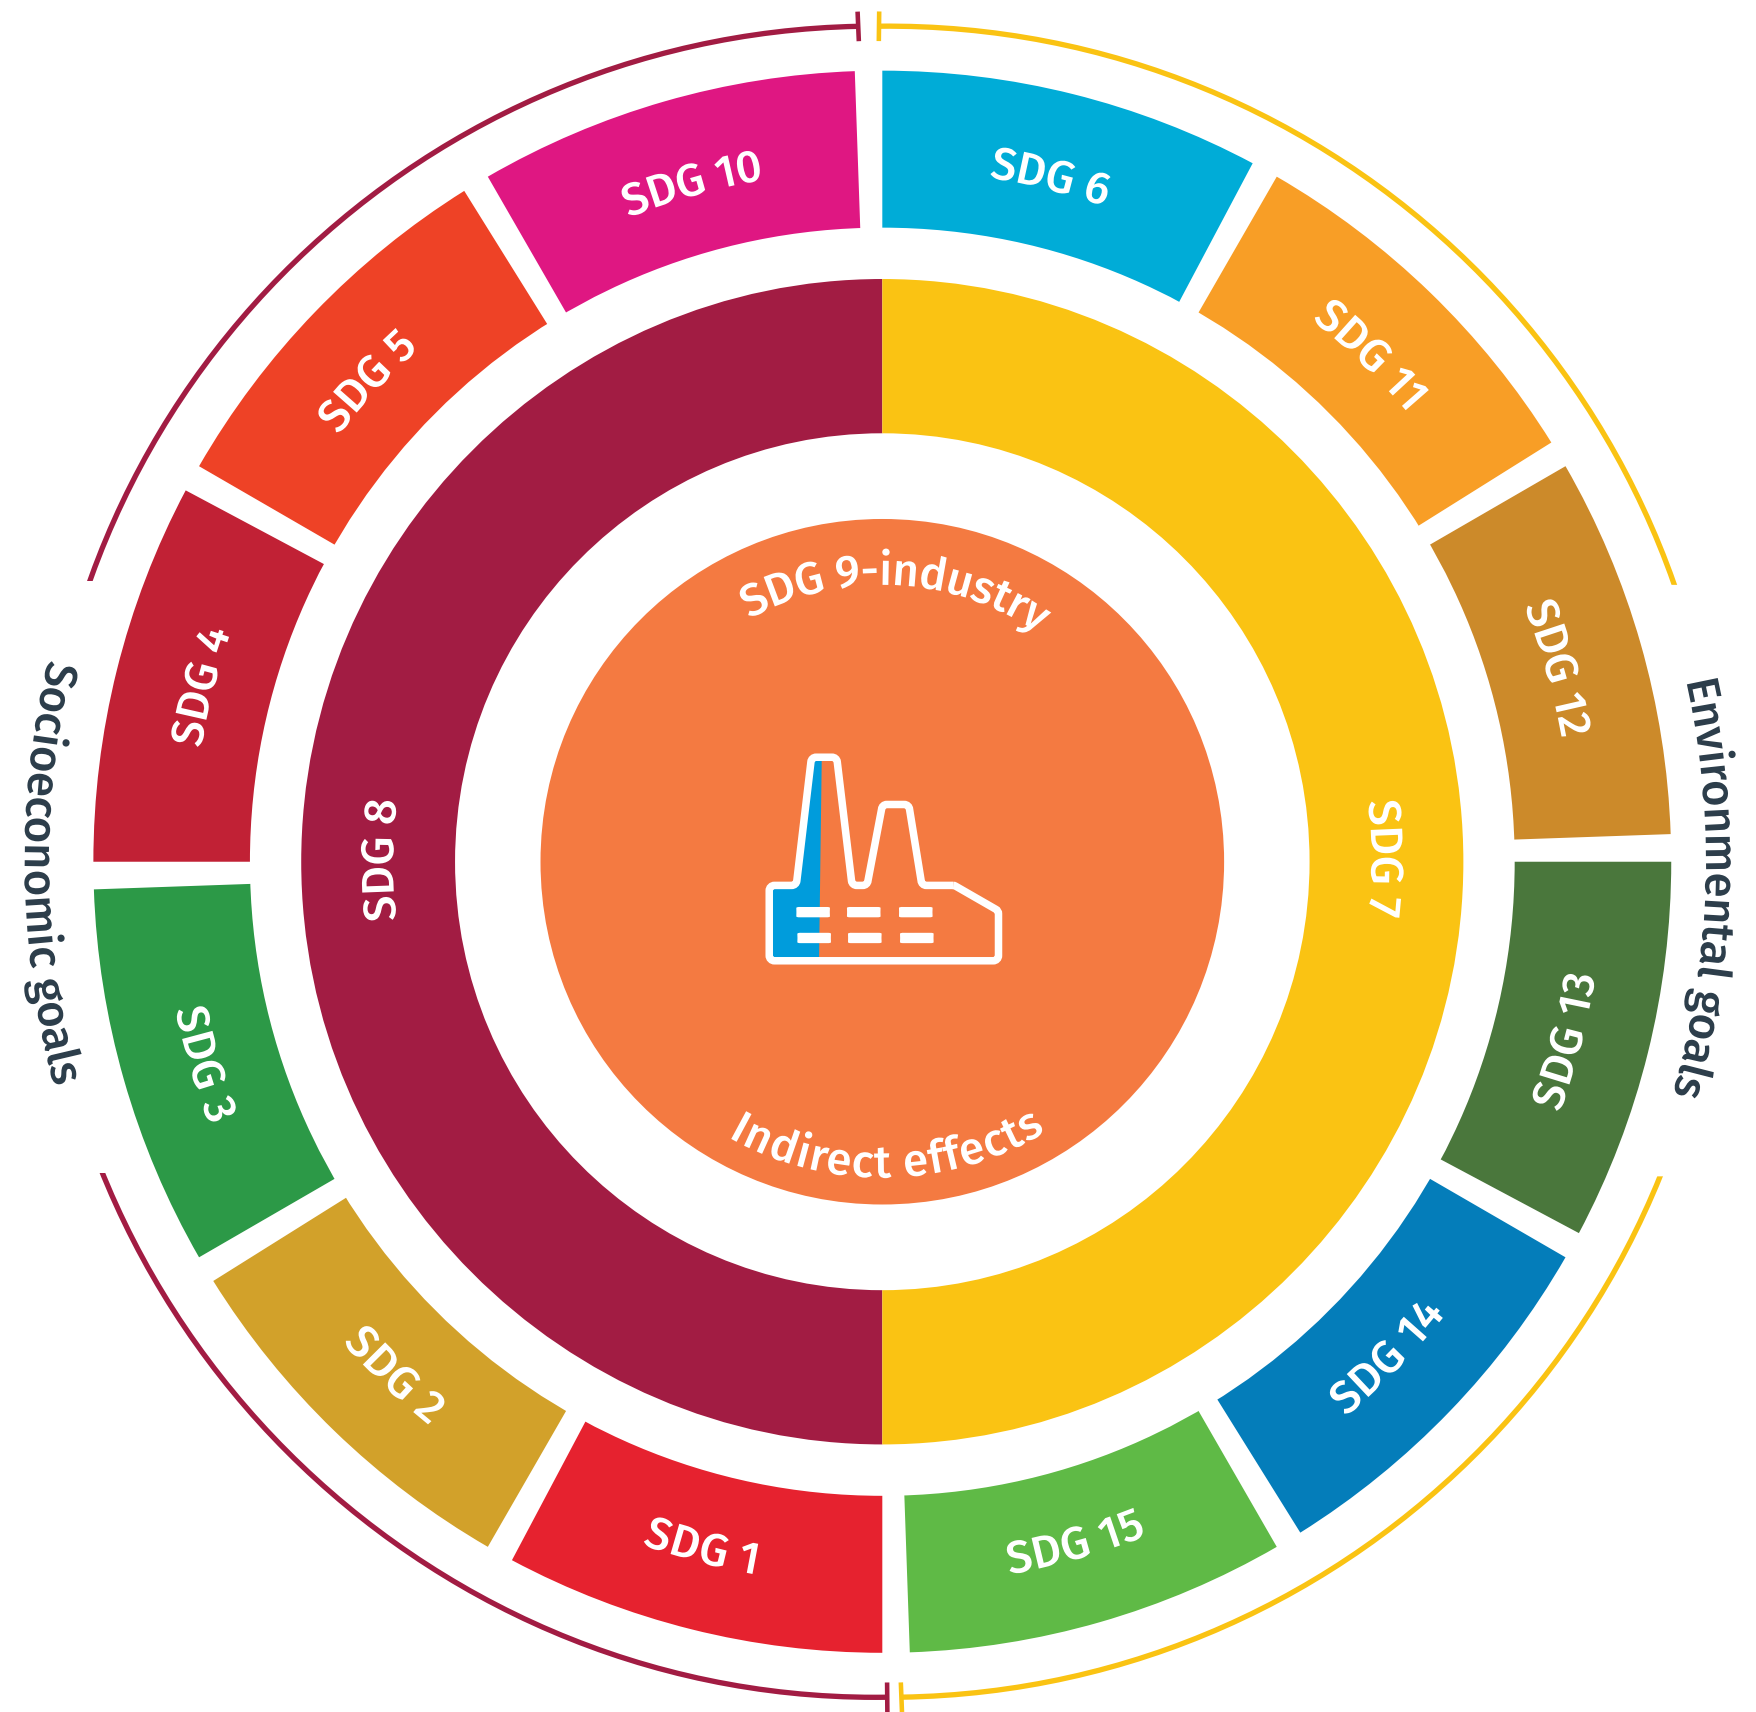 SDG 10
SDG 6
SDG 5
SDG 11
SDG 4
SDG 12
SDG 9-industry
SDG 8
SDG 7
Socioeconomic goals
Environmental goals
SDG 3
SDG 13
Indirect effects
SDG 2
SDG 14
SDG 1
SDG 15